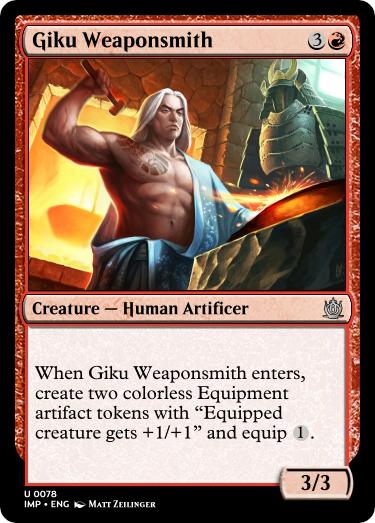 Giku Weaponsmith 3
Creature — Human Artificer
When Giku Weaponsmith enters,
create two colorless Equipment
artifact tokens with “Equipped
creature gets +1/+1” and equip 1.
3/3
U 0078
IMP • ENG Matt Zeilinger